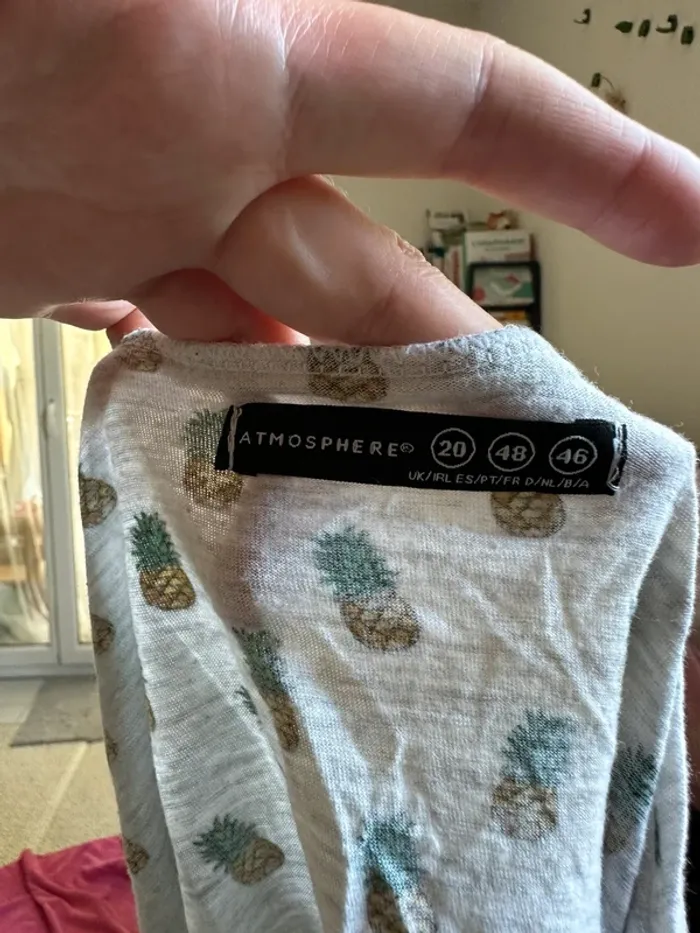 ATMOSPHERE® 20 48 46
UK/IRL ES/PT/FR D/NL/B/A